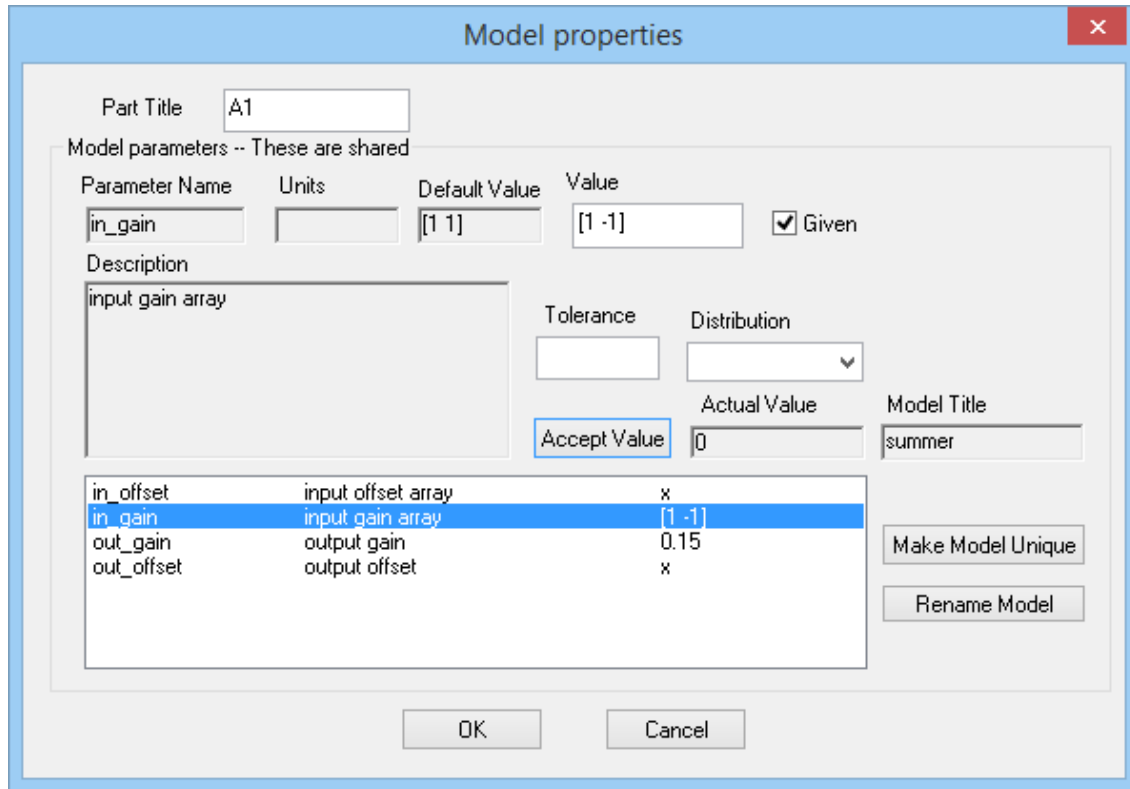 Model properties
Part Title A1
Model parameters -- These are shared
Parameter Name Units Default Value Value
in_gain [1 1] [1 -1] Given
Description
input gain array
Tolerance Distribution
Actual Value Model Title
Accept Value 0 summer
in_offset input offset array x
in_gain input gain array [1 -1]
out_gain output gain 0.15
out_offset output offset x
Make Model Unique
Rename Model
OK Cancel